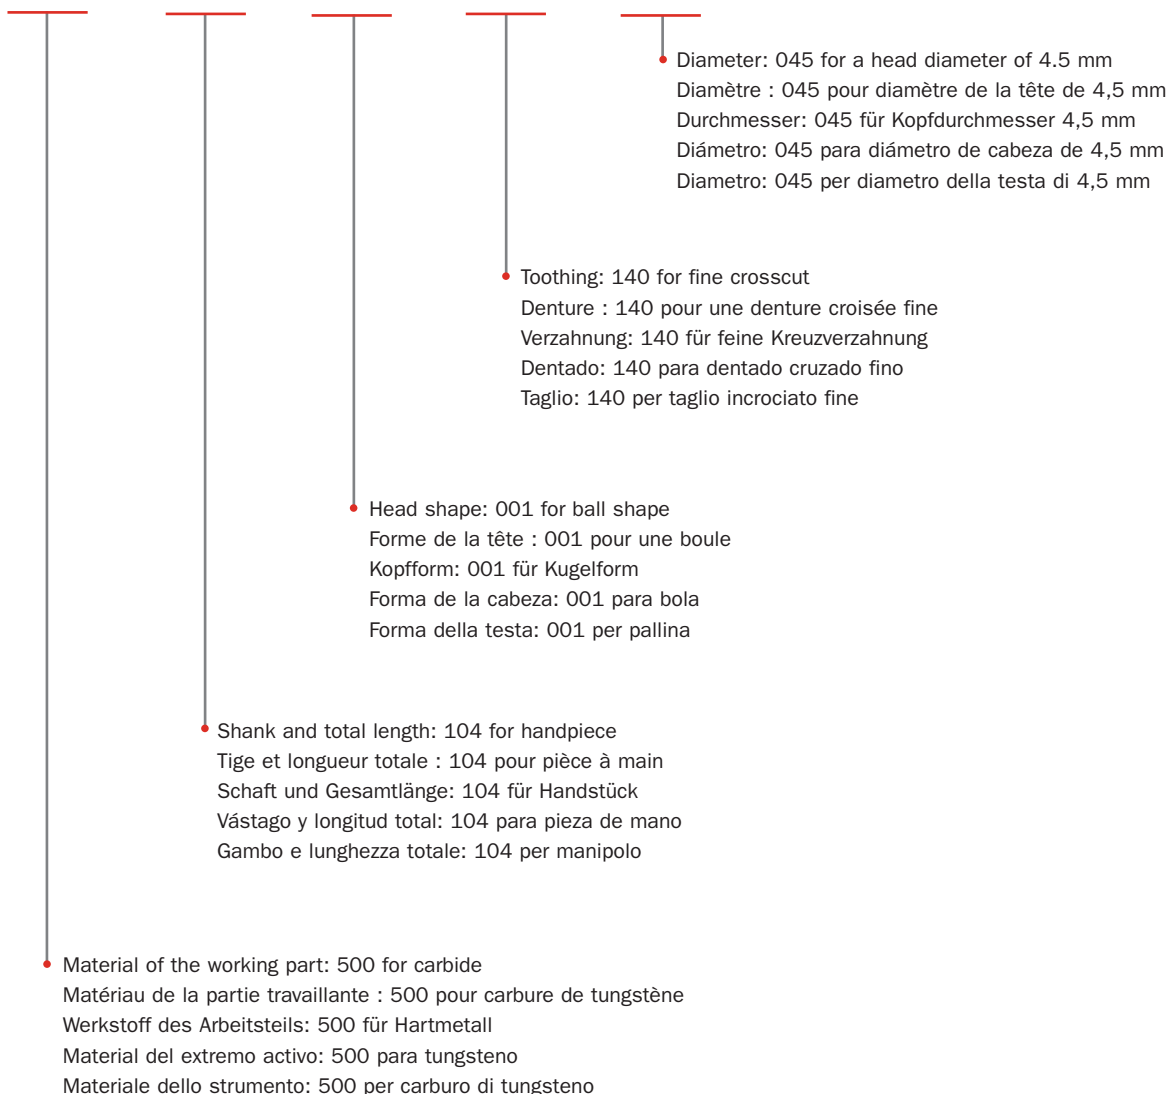 Diameter: 045 for a head diameter of 4.5 mm
Diamètre : 045 pour diamètre de la tête de 4,5 mm
Durchmesser: 045 für Kopfdurchmesser 4,5 mm
Diámetro: 045 para diámetro de cabeza de 4,5 mm
Diametro: 045 per diametro della testa di 4,5 mm
Toothing: 140 for fine crosscut
Denture : 140 pour une denture croisée fine
Verzahnung: 140 für feine Kreuzverzahnung
Dentado: 140 para dentado cruzado fino
Taglio: 140 per taglio incrociato fine
Head shape: 001 for ball shape
Forme de la tête : 001 pour une boule
Kopfform: 001 für Kugelform
Forma de la cabeza: 001 para bola
Forma della testa: 001 per pallina
Shank and total length: 104 for handpiece
Tige et longueur totale : 104 pour pièce à main
Schaft und Gesamtlänge: 104 für Handstück
Vástago y longitud total: 104 para pieza de mano
Gambo e lunghezza totale: 104 per manipolo
Material of the working part: 500 for carbide
Matériau de la partie travaillante : 500 pour carbure de tungstène
Werkstoff des Arbeitsteils: 500 für Hartmetall
Material del extremo activo: 500 para tungsteno
Materiale dello strumento: 500 per carburo di tungsteno